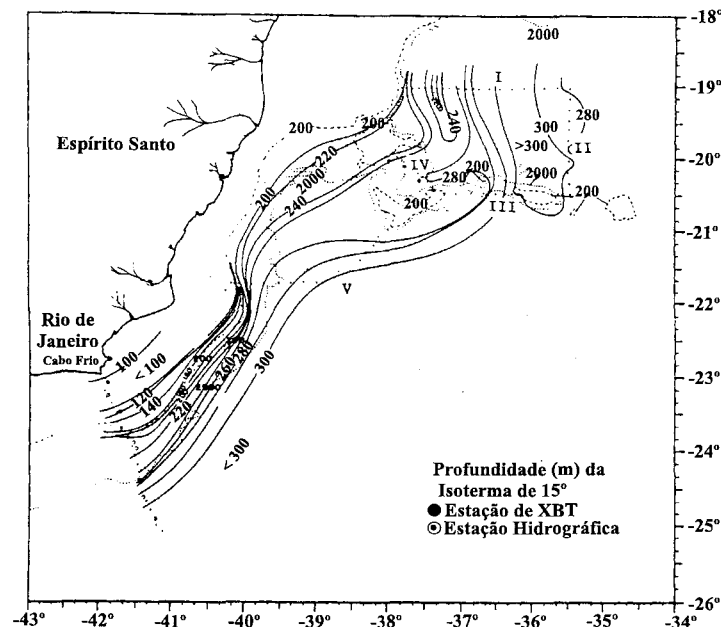 -18°
2000
I
-19°
280
240
300
II
Espírito Santo
200
200
220
>300
-20°
IV
200
2000
2000
280
200
240
200
200
III
-21°
V
-22°
Rio de
Janeiro
Cabo Frio
100
<100
280
300
260
-23°
120
140
220
<300
-24°
Profundidade (m) da
Isoterma de 15°
Estação de XBT
Estação Hidrográfica
-25°
-26°
-43° -42° -41° -40° -39° -38° -37° -36° -35° -34°